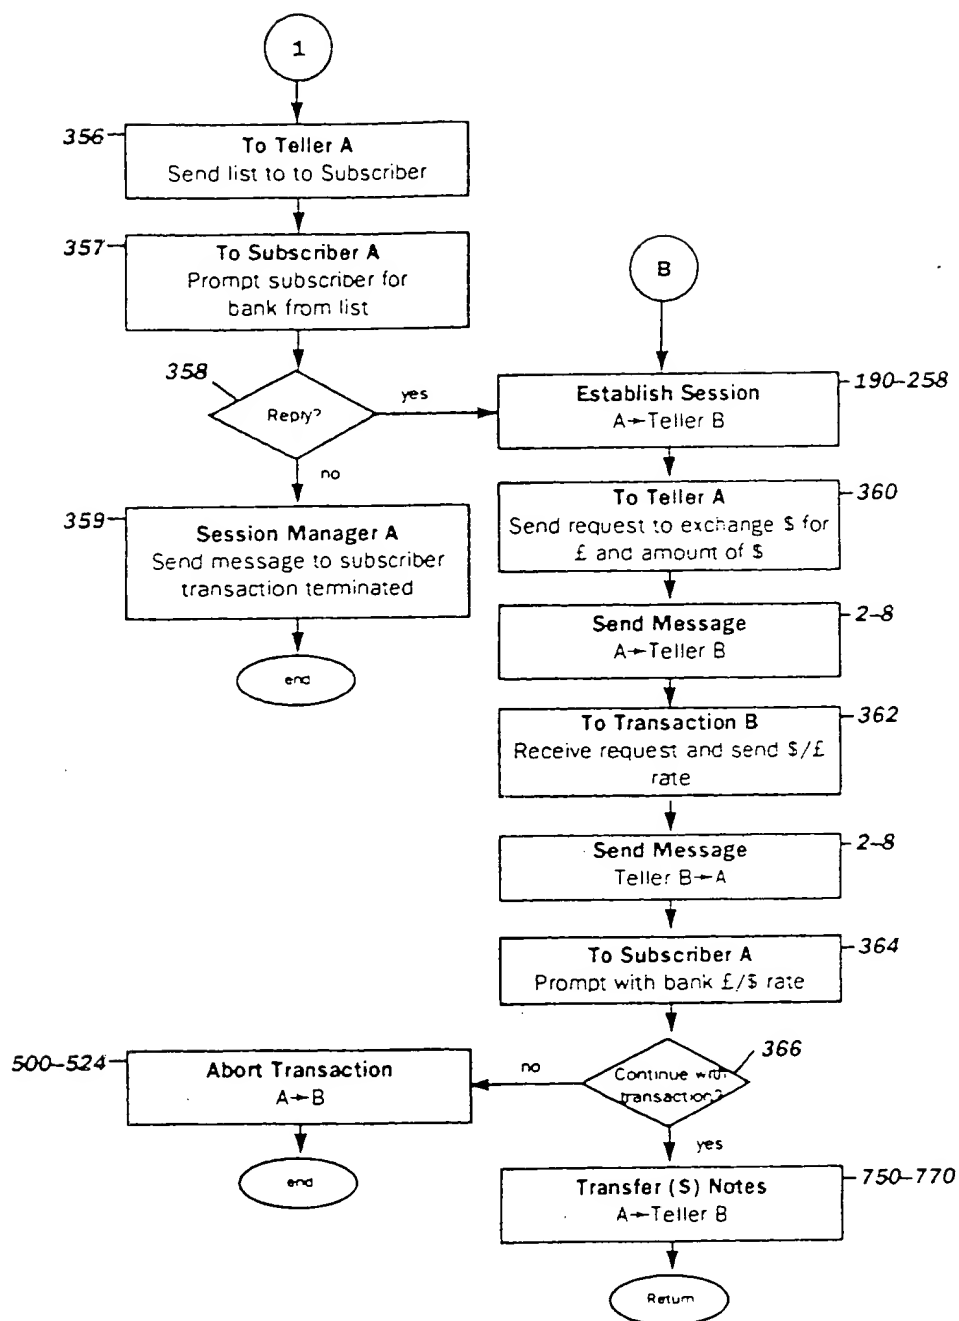 1
356
To Teller A
Send list to to Subscriber
357
To Subscriber A
Prompt subscriber for
bank from list
358
Reply?
yes
no
359
Session Manager A
Send message to subscriber
transaction terminated
end
B
190-258
Establish Session
A→Teller B
360
To Teller A
Send request to exchange $ for
£ and amount of $
2-8
Send Message
A→Teller B
362
To Transaction B
Receive request and send $/£
rate
2-8
Send Message
Teller B→A
364
To Subscriber A
Prompt with bank £/$ rate
366
Continue with
transaction?
no
yes
500-524
Abort Transaction
A→B
end
750-770
Transfer ($) Notes
A→Teller B
Return